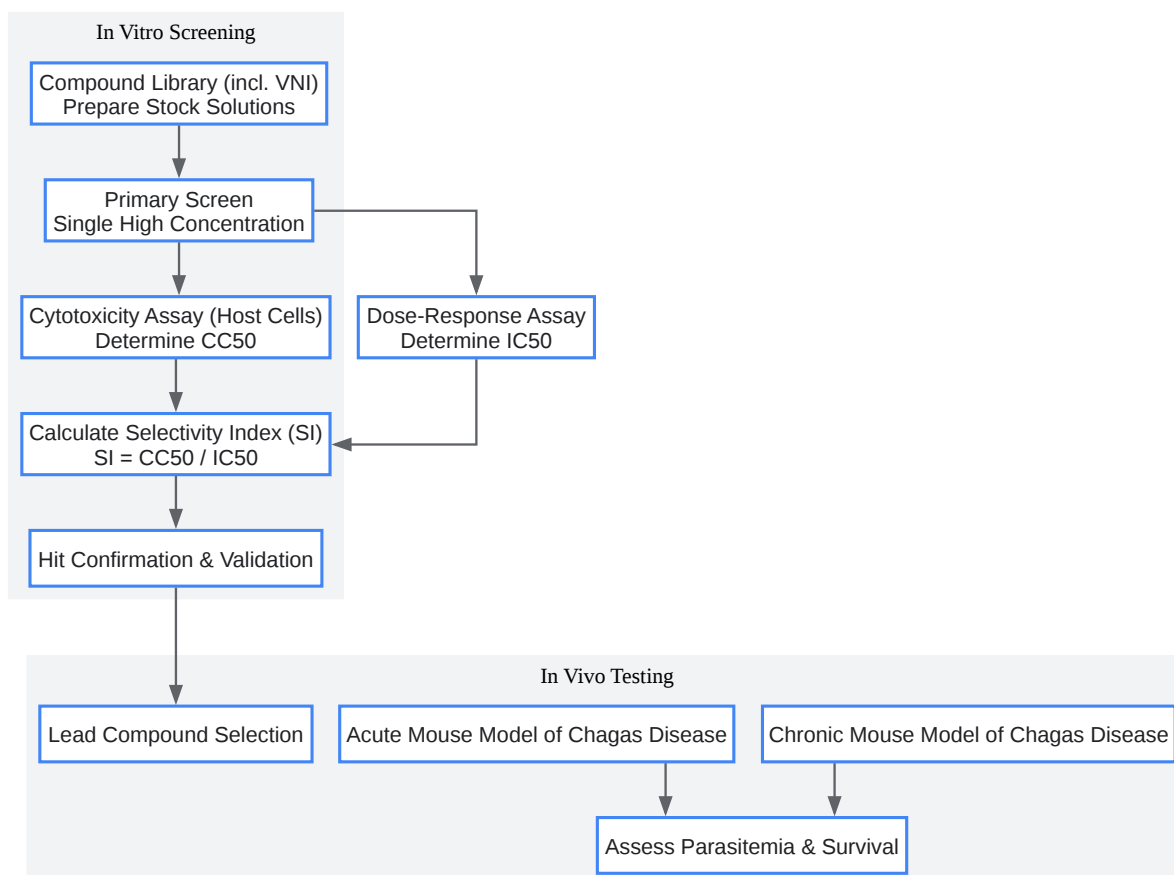 In Vitro Screening
Compound Library (incl. VNI)
Prepare Stock Solutions
Primary Screen
Single High Concentration
Cytotoxicity Assay (Host Cells)
Determine CC50
Dose-Response Assay
Determine IC50
Calculate Selectivity Index (SI)
SI = CC50 / IC50
Hit Confirmation & Validation
In Vivo Testing
Lead Compound Selection
Acute Mouse Model of Chagas Disease
Chronic Mouse Model of Chagas Disease
Assess Parasitemia & Survival